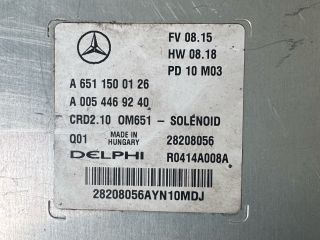 FV 08.15
HW 08.18
PD 10 M03
A 651 150 01 26
A 005 446 92 40
CRD2.10 OM651 - SOLENOID
Q01 MADE IN HUNGARY 28208056
DELPHI R0414A008A
28208056AYN10MDJ